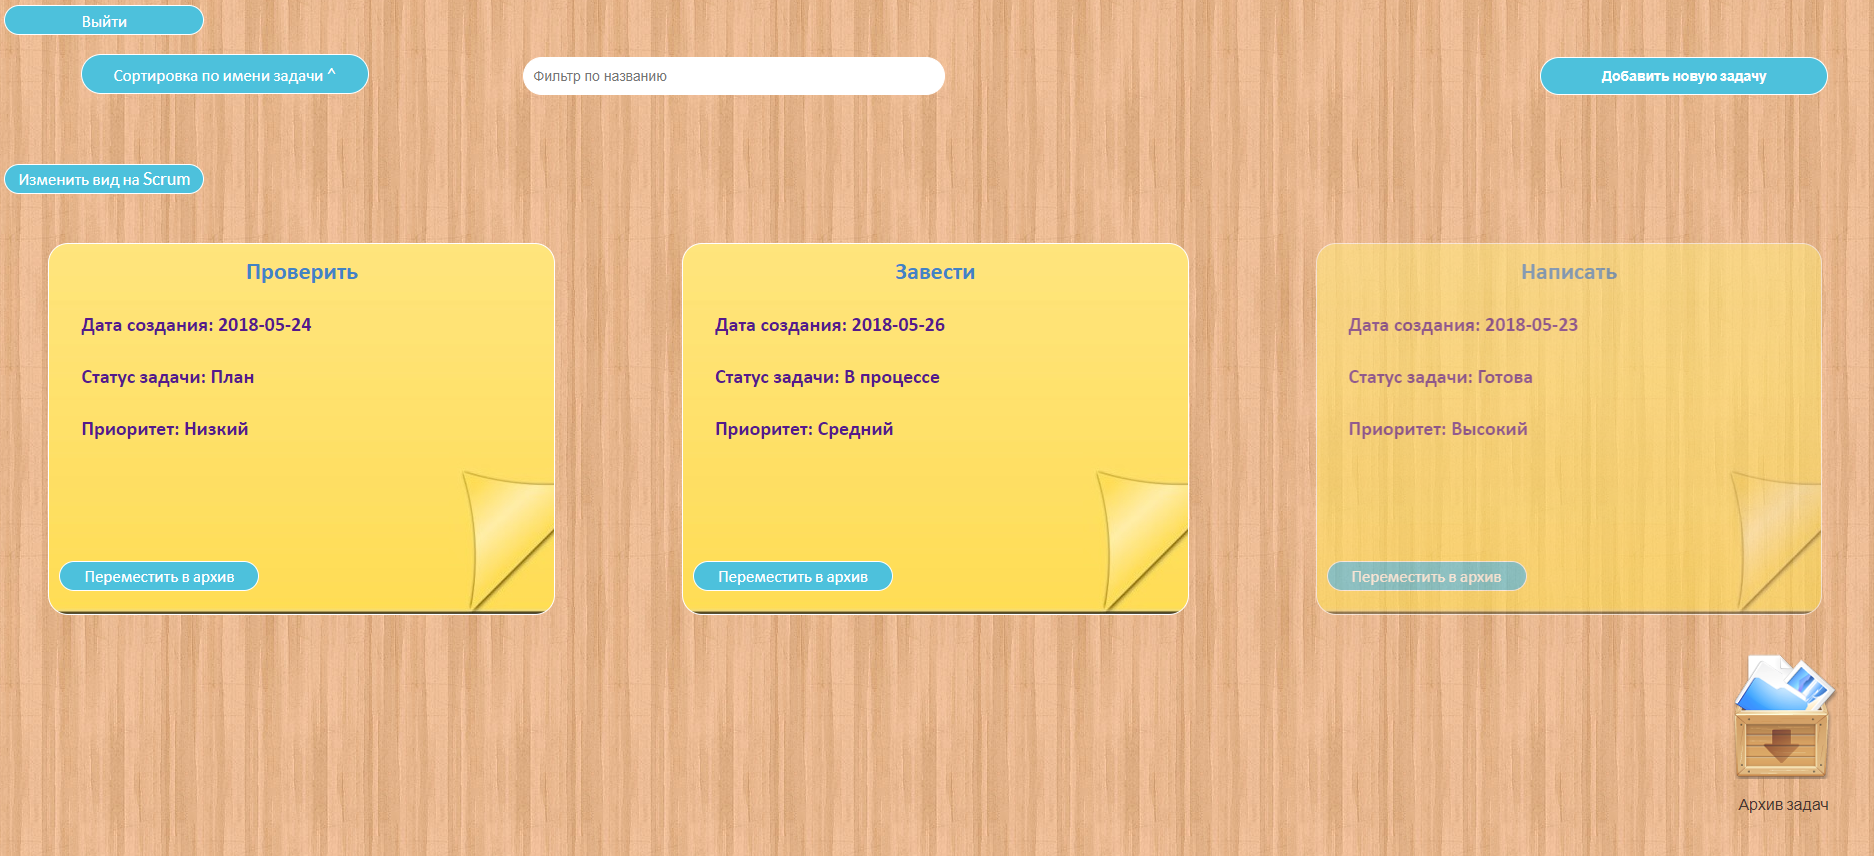 Выйти
Сортировка по имени задачи ^
Фильтр по названию
Добавить новую задачу
Изменить вид на Scrum
Проверить
Дата создания: 2018-05-24
Статус задачи: План
Приоритет: Низкий
Переместить в архив
Завести
Дата создания: 2018-05-26
Статус задачи: В процессе
Приоритет: Средний
Переместить в архив
Написать
Дата создания: 2018-05-23
Статус задачи: Готова
Приоритет: Высокий
Переместить в архив
Архив задач